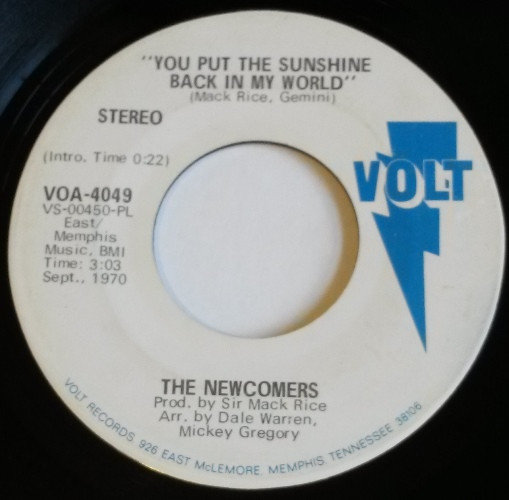 "YOU PUT THE SUNSHINE
BACK IN MY WORLD"
(Mack Rice, Gemini)
STEREO
(Intro. Time 0:22)
VOA-4049
VS-00450-PL
East/
Memphis
Music, BMI
Time: 3:03
Sept., 1970
VOLT
THE NEWCOMERS
Prod. by Sir Mack Rice
Arr. by Dale Warren,
Mickey Gregory
VOLT RECORDS, 926 EAST McLEMORE, MEMPHIS, TENNESSEE 38106